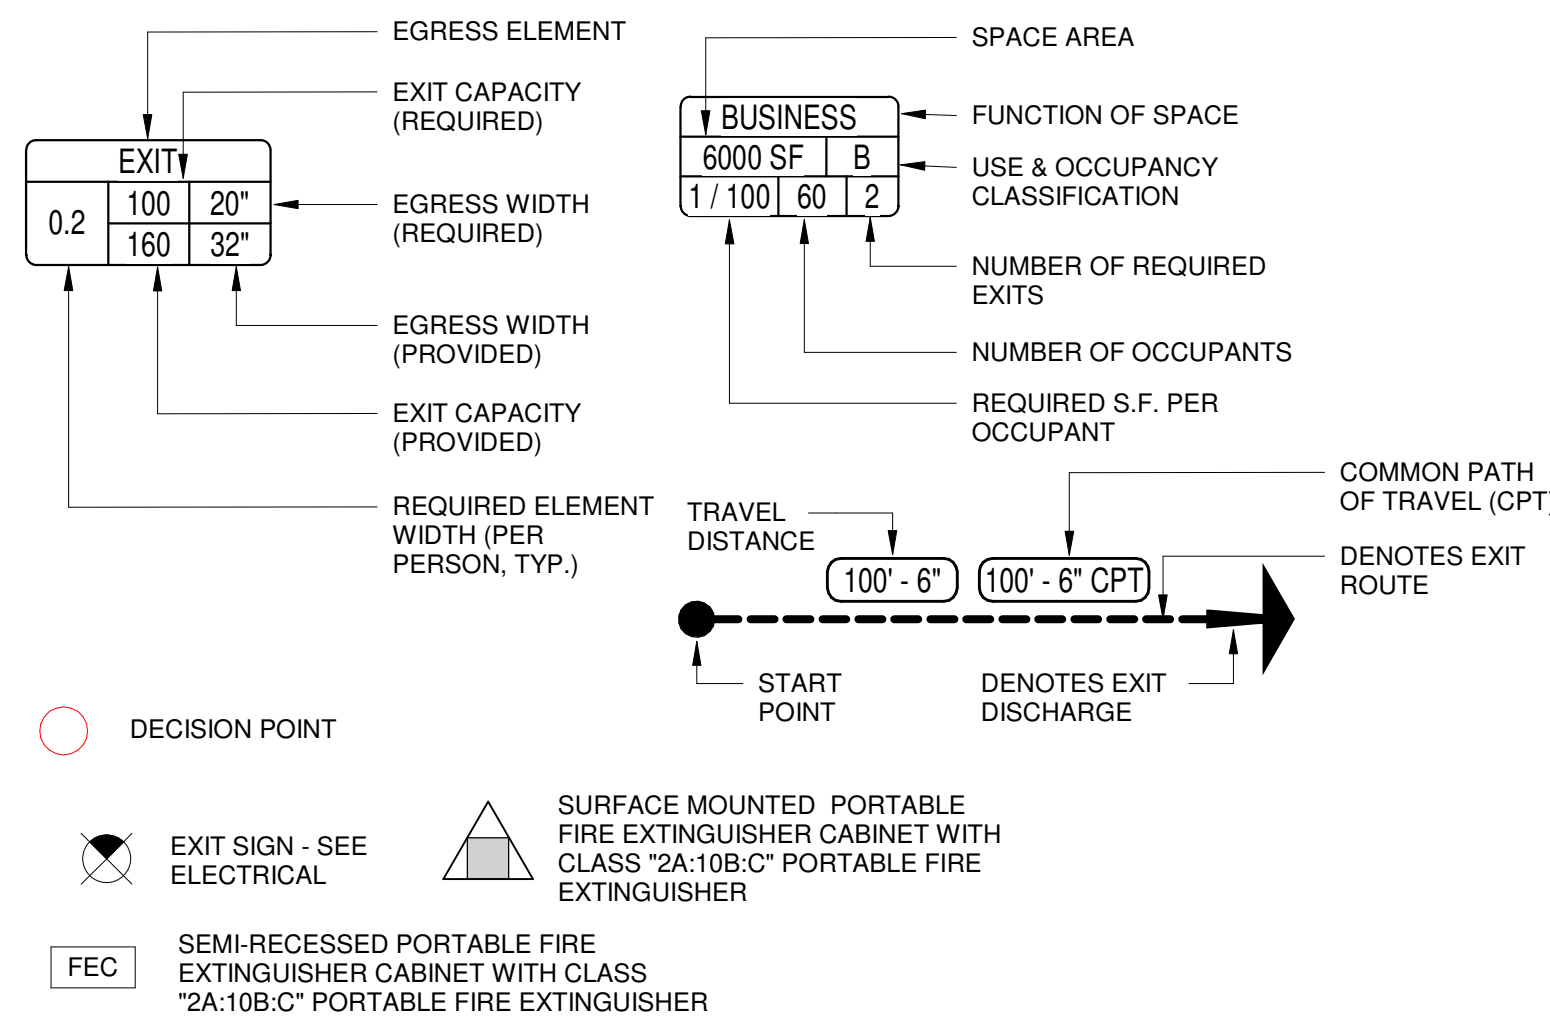 EGRESS ELEMENT
EXIT CAPACITY
(REQUIRED)
EXIT
0.2
100
20"
160
32"
EGRESS WIDTH
(REQUIRED)
EGRESS WIDTH
(PROVIDED)
EXIT CAPACITY
(PROVIDED)
REQUIRED ELEMENT
WIDTH (PER
PERSON, TYP.)
SPACE AREA
BUSINESS
6000 SF
B
1 / 100
60
2
FUNCTION OF SPACE
USE & OCCUPANCY
CLASSIFICATION
NUMBER OF REQUIRED
EXITS
NUMBER OF OCCUPANTS
REQUIRED S.F. PER
OCCUPANT
TRAVEL
DISTANCE
100' - 6"
100' - 6" CPT
COMMON PATH
OF TRAVEL (CPT)
DENOTES EXIT
ROUTE
START
POINT
DENOTES EXIT
DISCHARGE
DECISION POINT
EXIT SIGN - SEE
ELECTRICAL
SURFACE MOUNTED PORTABLE
FIRE EXTINGUISHER CABINET WITH
CLASS "2A:10B:C" PORTABLE FIRE
EXTINGUISHER
FEC
SEMI-RECESSED PORTABLE FIRE
EXTINGUISHER CABINET WITH CLASS
"2A:10B:C" PORTABLE FIRE EXTINGUISHER